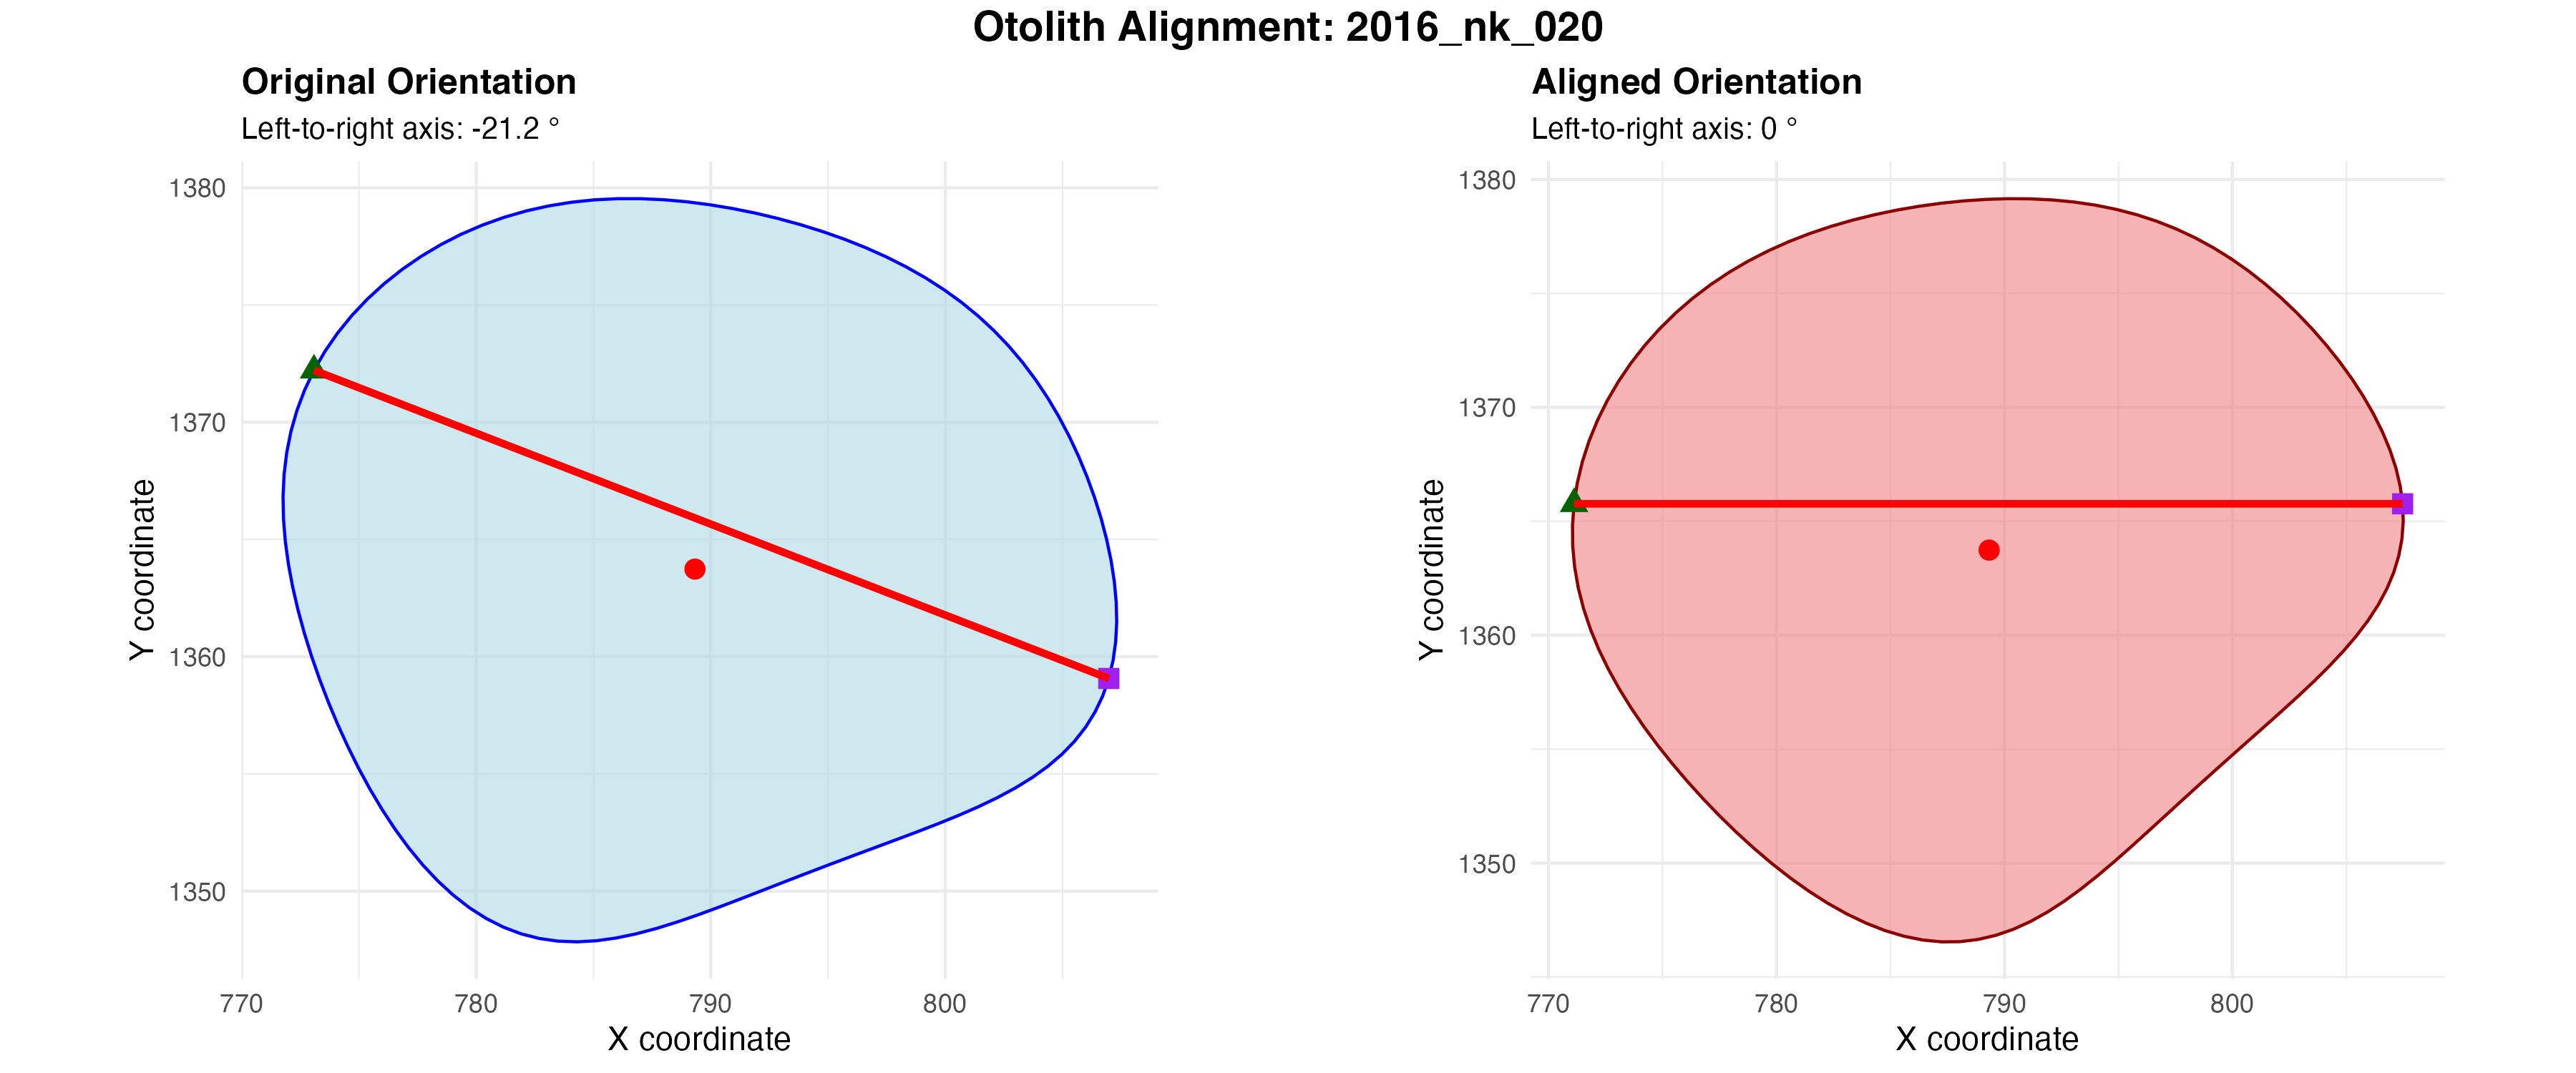 Otolith Alignment: 2016_nk_020
Original Orientation
Left-to-right axis: -21.2 °
1380
1370
1360
1350
Y coordinate
770 780 790 800
X coordinate
Aligned Orientation
Left-to-right axis: 0 °
1380
1370
1360
1350
Y coordinate
770 780 790 800
X coordinate